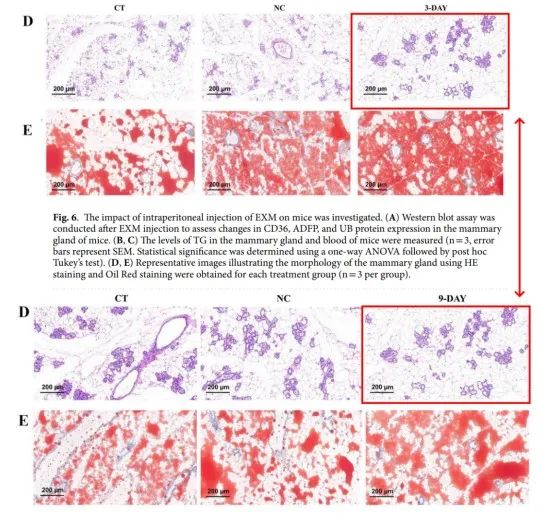 CT NC 3-DAY
D
200 μm 200 μm 200 μm
E
200 μm 200 μm 200 μm
Fig. 6. The impact of intraperitoneal injection of EXM on mice was investigated. (A) Western blot assay was
conducted after EXM injection to assess changes in CD36, ADFP, and UB protein expression in the mammary
gland of mice. (B, C) The levels of TG in the mammary gland and blood of mice were measured (n = 3, error
bars represent SEM. Statistical significance was determined using a one-way ANOVA followed by post hoc
Tukey's test). (D, E) Representative images illustrating the morphology of the mammary gland using HE
staining and Oil Red staining were obtained for each treatment group (n = 3 per group).
CT NC 9-DAY
D
200 μm 200 μm 200 μm
E
200 μm 200 μm 200 μm